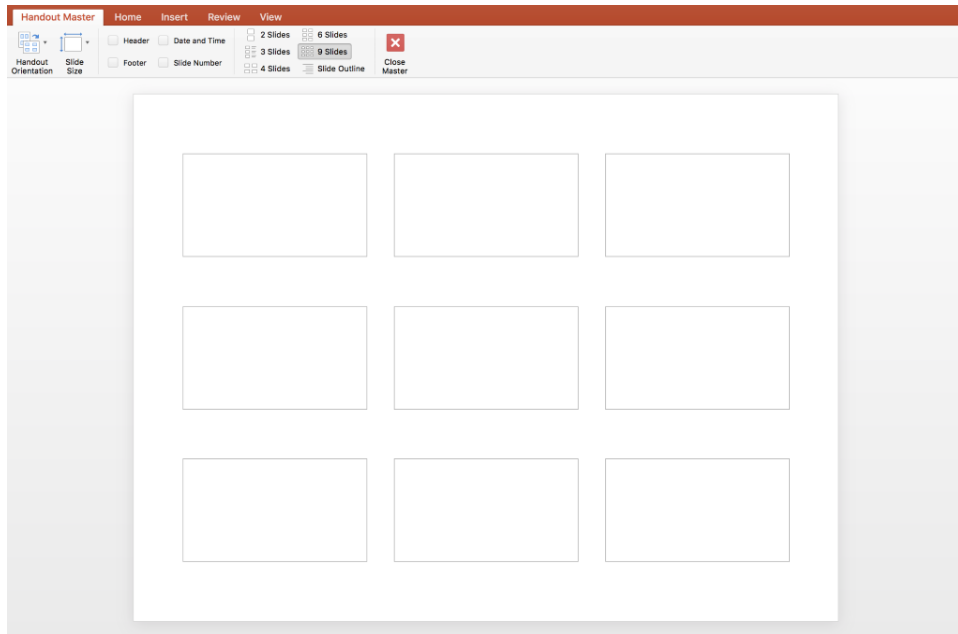 Handout Master Home Insert Review View
Header Date and Time 2 Slides 6 Slides
3 Slides 9 Slides
Handout Orientation Slide Size Footer Slide Number 4 Slides Slide Outline Close Master